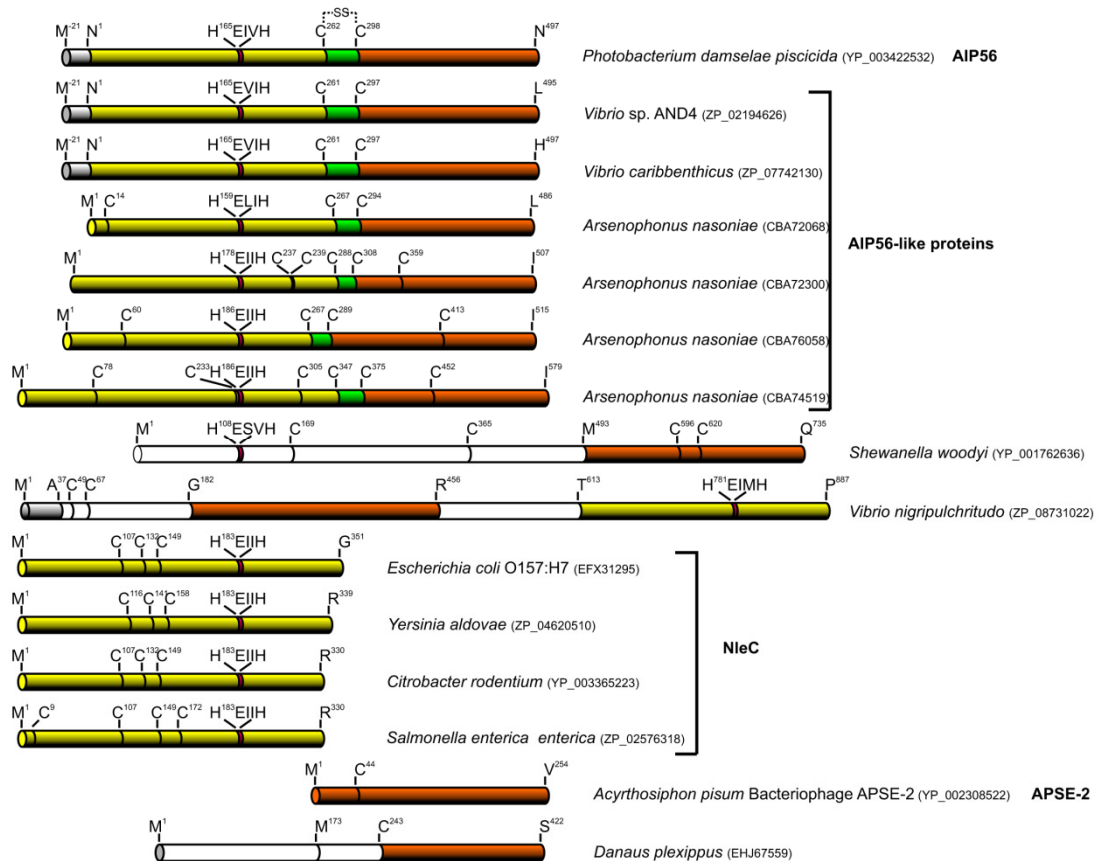 SS
M-21 N1 H165EIVH C262 C298 N497
Photobacterium damselae piscicida (YP_003422532) AIP56
M-21 N1 H165EVIH C261 C297 L495
Vibrio sp. AND4 (ZP_02194626)
M-21 N1 H165EVIH C261 C297 H497
Vibrio caribbenthicus (ZP_07742130)
M1 C14 H159ELIH C267 C294 L486
Arsenophonus nasoniae (CBA72068)
AIP56-like proteins
M1 H178EIIH C237 C239 C288 C308 C359 I507
Arsenophonus nasoniae (CBA72300)
M1 C60 H186EIIH C267 C289 C413 I515
Arsenophonus nasoniae (CBA76058)
M1 C78 C233H186EIIH C305 C347 C375 C452 I579
Arsenophonus nasoniae (CBA74519)
M1 H108ESVH C169 C365 M493 C596 C620 Q735
Shewanella woodyi (YP_001762636)
M1 A37 C49 C67 G182 R456 T613 H781EIMH P887
Vibrio nigripulchritudo (ZP_08731022)
M1 C107 C132 C149 H183EIIH G351
Escherichia coli O157:H7 (EFX31295)
M1 C116 C141 C158 H183EIIH R339
Yersinia aldovae (ZP_04620510)
NleC
M1 C107 C132 C149 H183EIIH R330
Citrobacter rodentium (YP_003365223)
M1 C9 C107 C149 C172 H183EIIH R330
Salmonella enterica enterica (ZP_02576318)
M1 C44 V254
Acyrthosiphon pisum Bacteriophage APSE-2 (YP_002308522) APSE-2
M1 M173 C243 S422
Danaus plexippus (EHJ67559)